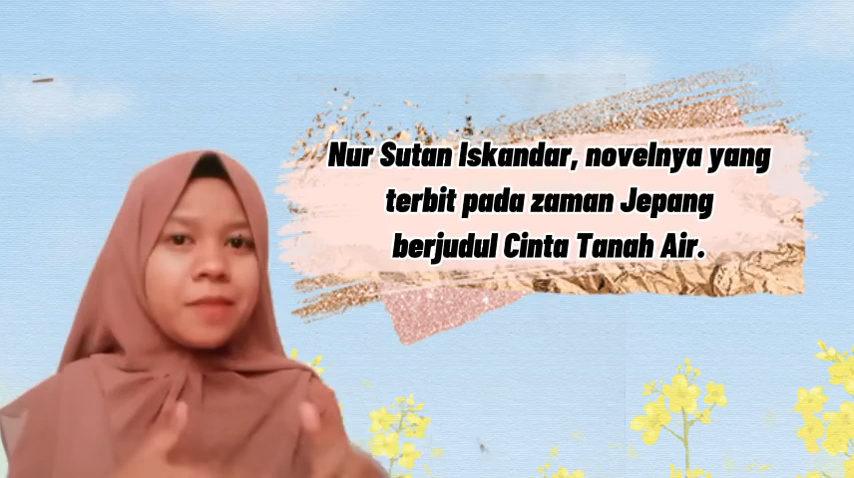 Nur Sutan Iskandar, novelnya yang
terbit pada zaman Jepang
berjudul Cinta Tanah Air.